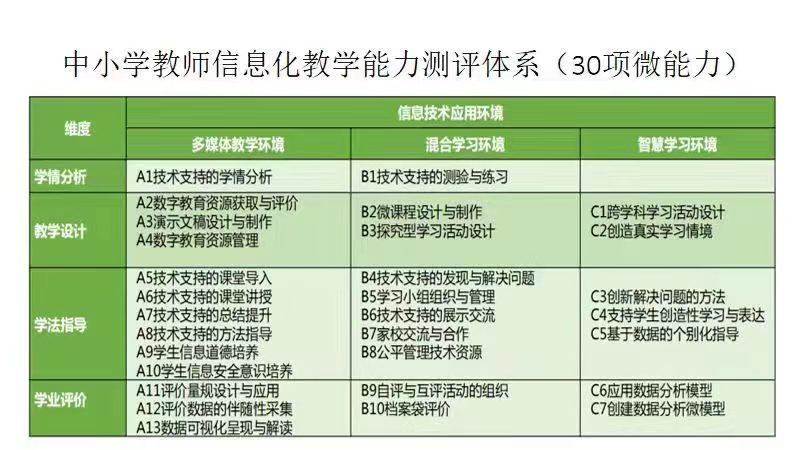 中小学教师信息化教学能力测评体系（30项微能力）
维度
信息技术应用环境
多媒体教学环境
混合学习环境
智慧学习环境
学情分析
A1技术支持的学情分析
B1技术支持的测验与练习
教学设计
A2数字教育资源获取与评价
A3演示文稿设计与制作
A4数字教育资源管理
B2微课程设计与制作
B3探究型学习活动设计
C1跨学科学习活动设计
C2创造真实学习情境
学法指导
A5技术支持的课堂导入
A6技术支持的课堂讲授
A7技术支持的总结提升
A8技术支持的方法指导
A9学生信息道德培养
A10学生信息安全意识培养
B4技术支持的发现与解决问题
B5学习小组组织与管理
B6技术支持的展示交流
B7家校交流与合作
B8公平管理技术资源
C3创新解决问题的方法
C4支持学生创造性学习与表达
C5基于数据的个别化指导
学业评价
A11评价量规设计与应用
A12评价数据的伴随性采集
A13数据可视化呈现与解读
B9自评与互评活动的组织
B10档案袋评价
C6应用数据分析模型
C7创建数据分析微模型